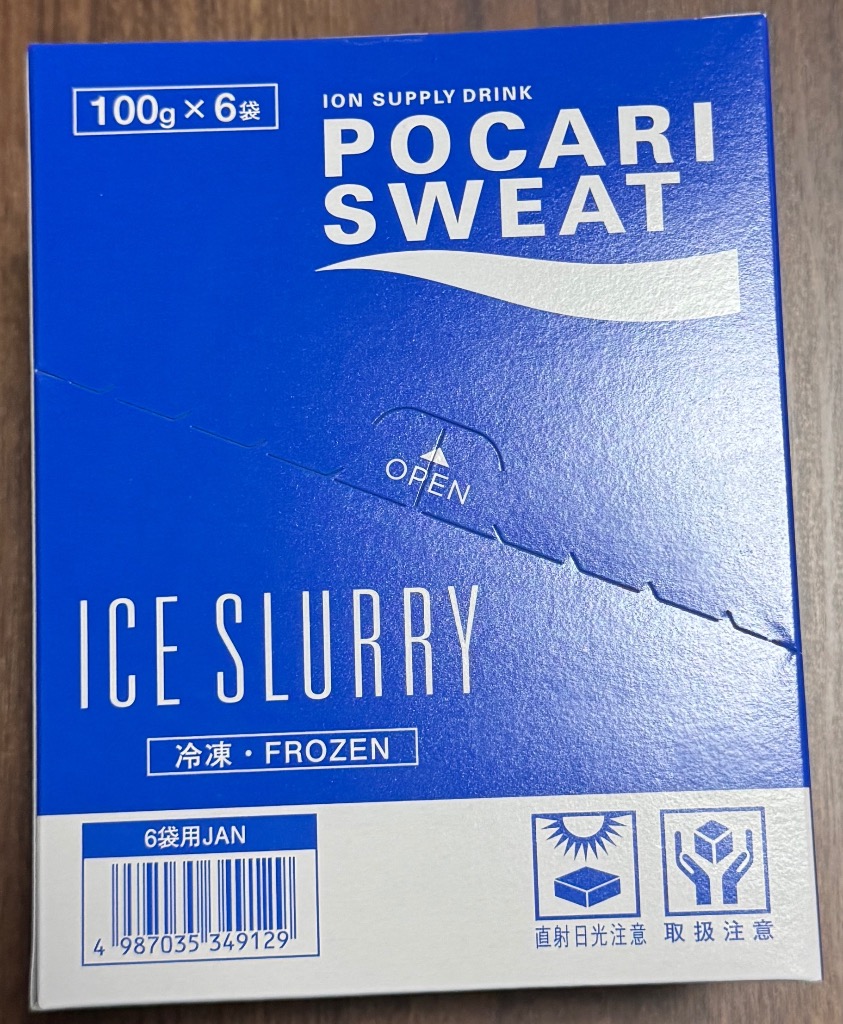 100g×6袋
ION SUPPLY DRINK
POCARI
SWEAT
OPEN
ICE SLURRY
冷凍・FROZEN
6袋用JAN
4 987035 349129
直射日光注意
取扱注意